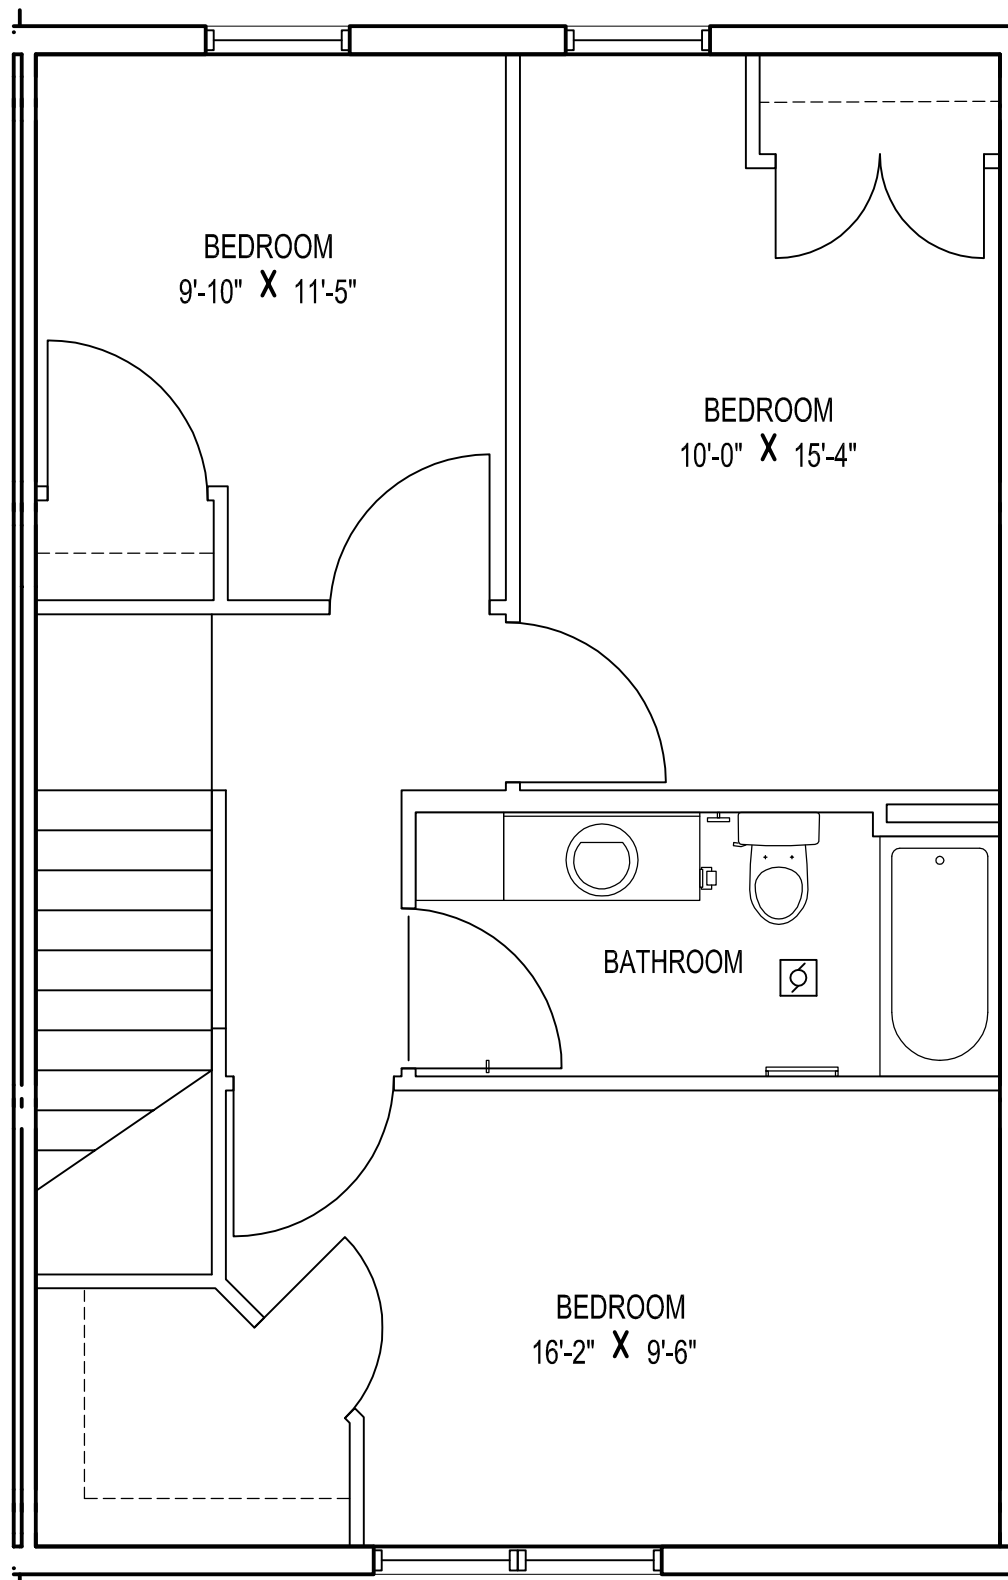 BEDROOM
9'-10" X 11'-5"
BEDROOM
10'-0" X 15'-4"
BATHROOM
BEDROOM
16'-2" X 9'-6"